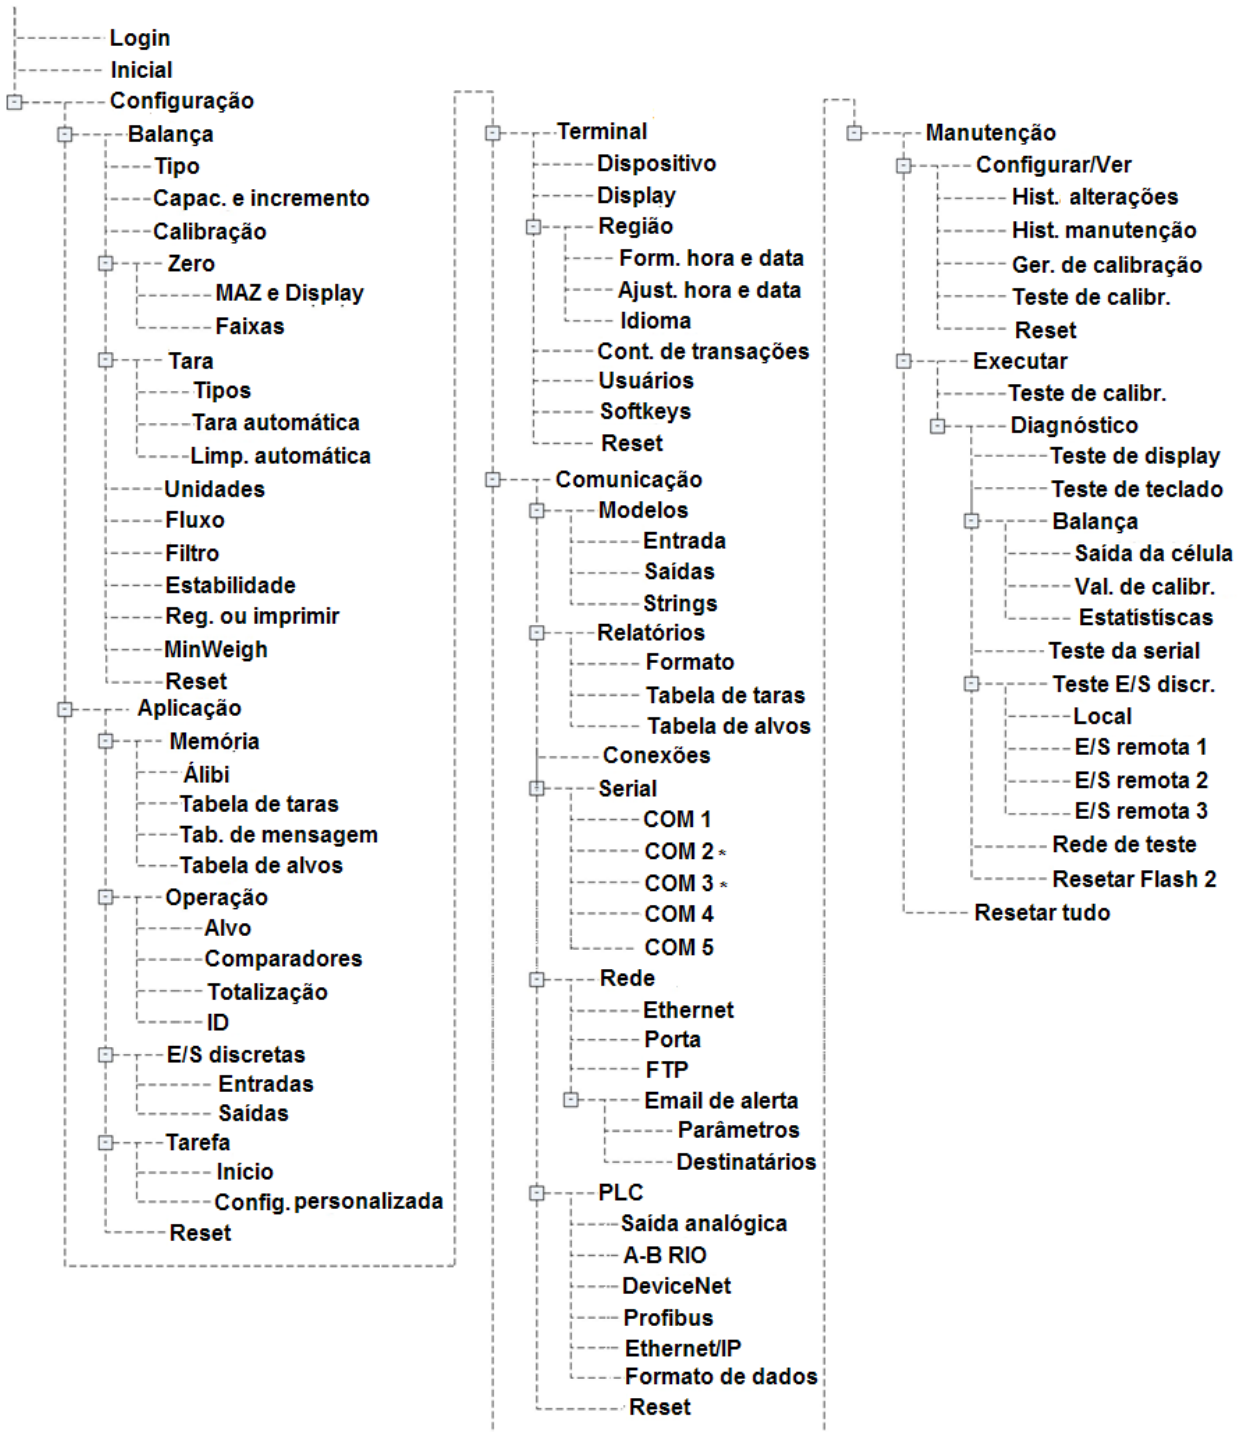 Login
Inicial
Configuração
Balança
Tipo
Capac. e incremento
Calibração
Zero
MAZ e Display
Faixas
Tara
Tipos
Tara automática
Limp. automática
Unidades
Fluxo
Filtro
Estabilidade
Reg. ou imprimir
MinWeigh
Reset
Aplicação
Memória
Álibi
Tabela de taras
Tab. de mensagem
Tabela de alvos
Operação
Alvo
Comparadores
Totalização
ID
E/S discretas
Entradas
Saídas
Tarefa
Início
Config. personalizada
Reset
Terminal
Dispositivo
Display
Região
Form. hora e data
Ajust. hora e data
Idioma
Cont. de transações
Usuários
Softkeys
Reset
Comunicação
Modelos
Entrada
Saídas
Strings
Relatórios
Formato
Tabela de taras
Tabela de alvos
Conexões
Serial
COM 1
COM 2 *
COM 3 *
COM 4
COM 5
Rede
Ethernet
Porta
FTP
Email de alerta
Parâmetros
Destinatários
PLC
Saída analógica
A-B RIO
DeviceNet
Profibus
Ethernet/IP
Formato de dados
Reset
Manutenção
Configurar/Ver
Hist. alterações
Hist. manutenção
Ger. de calibração
Teste de calibr.
Reset
Executar
Teste de calibr.
Diagnóstico
Teste de display
Teste de teclado
Balança
Saída da célula
Val. de calibr.
Estatístíscas
Teste da serial
Teste E/S discr.
Local
E/S remota 1
E/S remota 2
E/S remota 3
Rede de teste
Resetar Flash 2
Resetar tudo